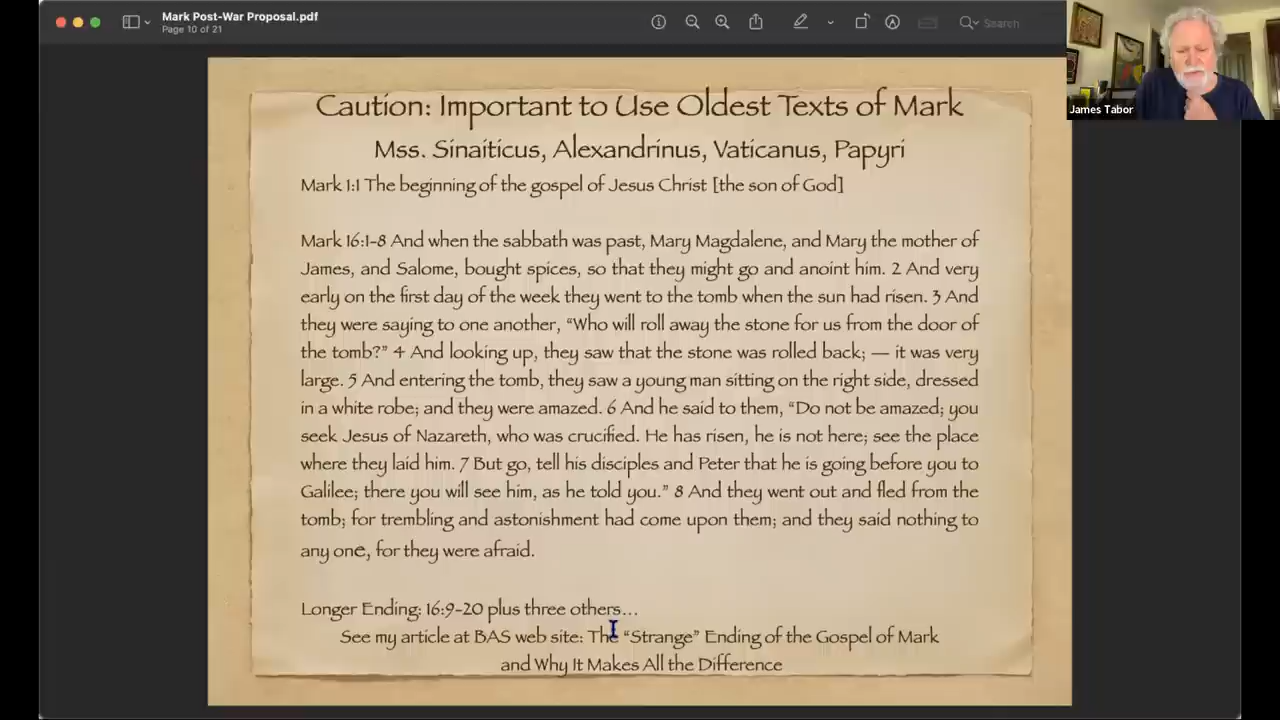 Mark Post-War Proposal.pdf
Page 10 of 21
Search
James Tabor
Caution: Important to Use Oldest Texts of Mark
Mss. Sinaiticus, Alexandrinus, Vaticanus, Papyri
Mark 1:1 The beginning of the gospel of Jesus Christ [the son of God]
Mark 16:1-8 And when the sabbath was past, Mary Magdalene, and Mary the mother of
James, and Salome, bought spices, so that they might go and anoint him. 2 And very
early on the first day of the week they went to the tomb when the sun had risen. 3 And
they were saying to one another, “Who will roll away the stone for us from the door of
the tomb?” 4 And looking up, they saw that the stone was rolled back; — it was very
large. 5 And entering the tomb, they saw a young man sitting on the right side, dressed
in a white robe; and they were amazed. 6 And he said to them, “Do not be amazed; you
seek Jesus of Nazareth, who was crucified. He has risen, he is not here; see the place
where they laid him. 7 But go, tell his disciples and Peter that he is going before you to
Galilee; there you will see him, as he told you.” 8 And they went out and fled from the
tomb; for trembling and astonishment had come upon them; and they said nothing to
any one, for they were afraid.
Longer Ending: 16:9-20 plus three others…
See my article at BAS web site: The “Strange” Ending of the Gospel of Mark
and Why It Makes All the Difference